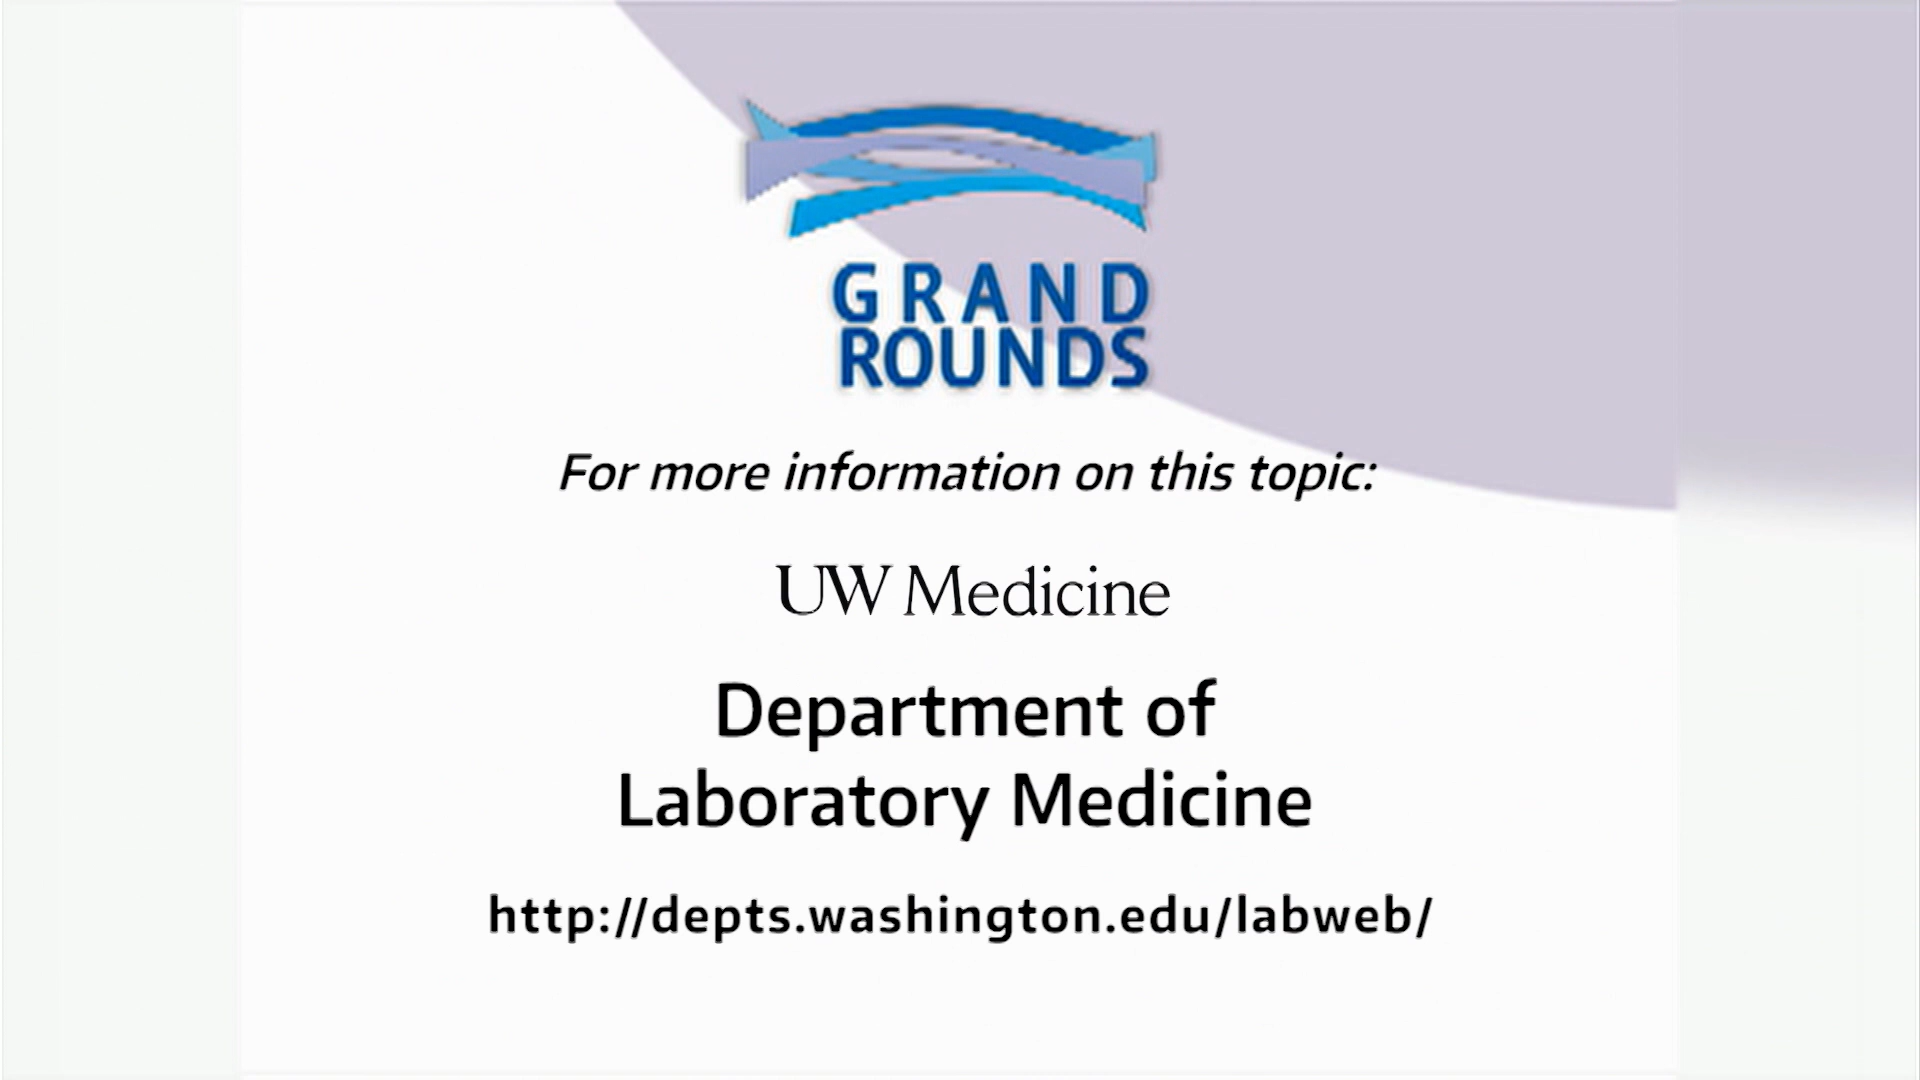 GRAND
ROUNDS
For more information on this topic:
UW Medicine
Department of
Laboratory Medicine
http://depts.washington.edu/labweb/